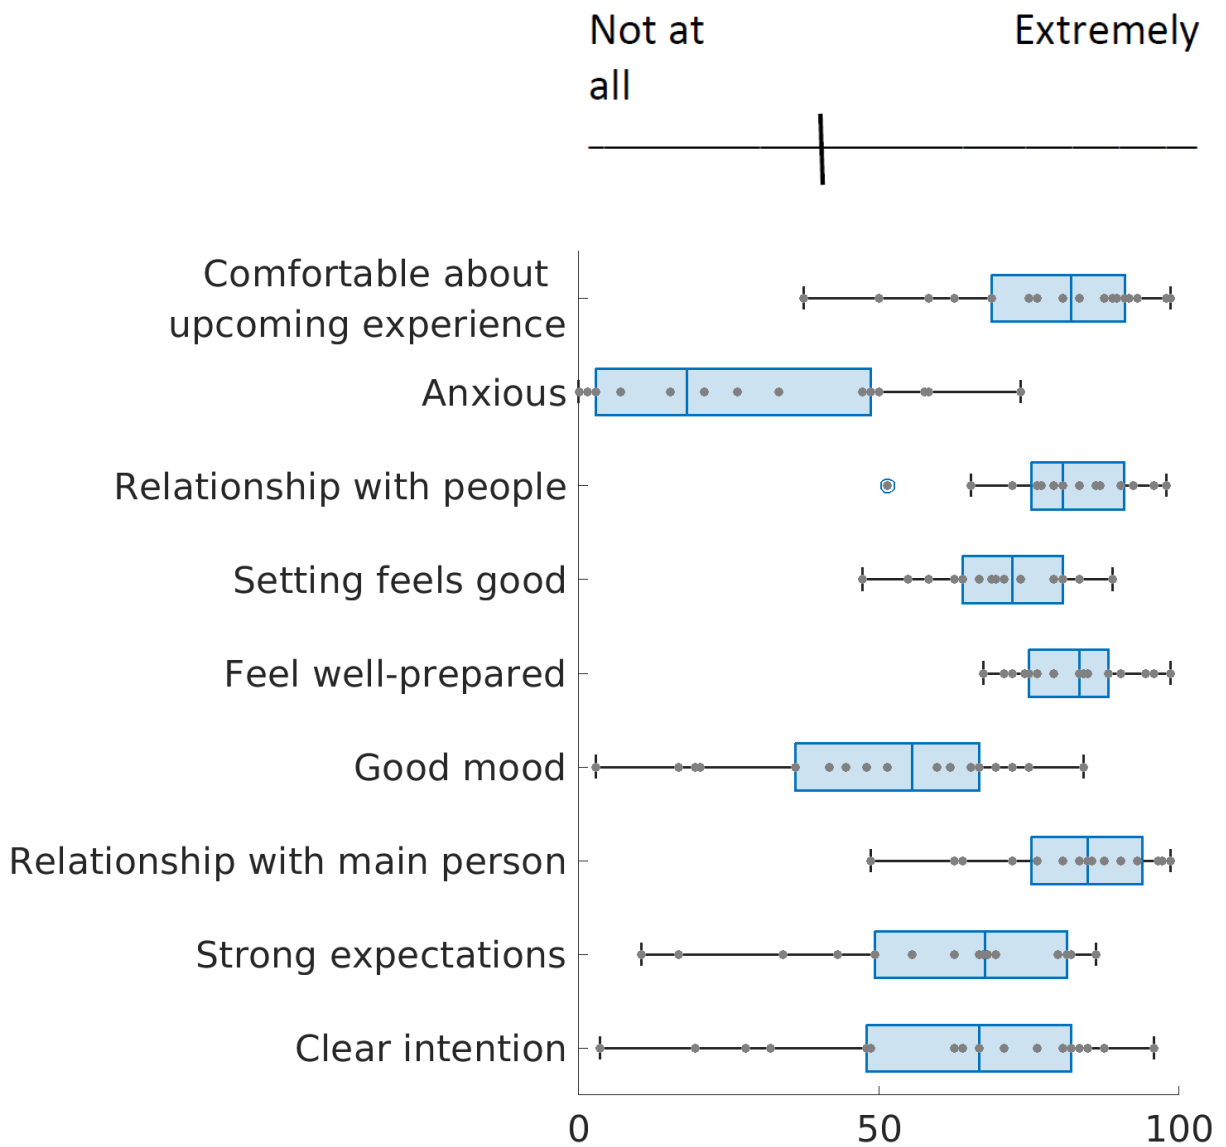 Not at
all
Extremely
Comfortable about
upcoming experience
Anxious
Relationship with people
Setting feels good
Feel well-prepared
Good mood
Relationship with main person
Strong expectations
Clear intention
0
50
100